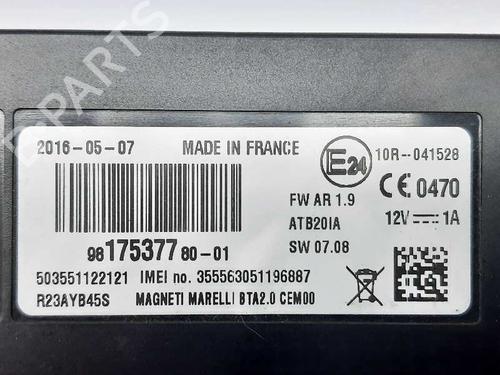 B-PARTS
2016-05-07 MADE IN FRANCE
E24 10R--041528
FW AR 1.9 CE 0470
ATB20IA 12V 1A
98 175377 80-01 SW 07.08
503551122121 IMEI no. 355563051196887
R23AYB45S MAGNETI MARELLI BTA2.0 CEM00